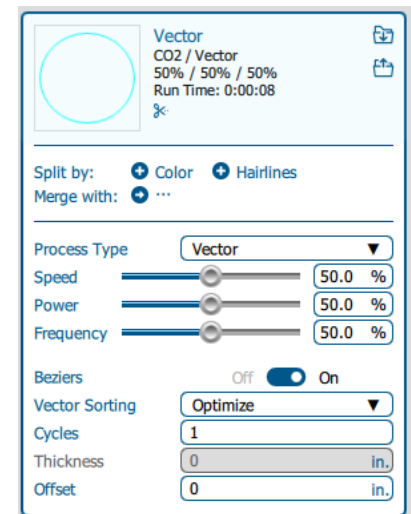 Vector
CO2 / Vector
50% / 50% / 50%
Run Time: 0:00:08
Split by: Color Hairlines
Merge with: ...
Process Type Vector
Speed 50.0 %
Power 50.0 %
Frequency 50.0 %
Beziers Off On
Vector Sorting Optimize
Cycles 1
Thickness 0 in.
Offset 0 in.